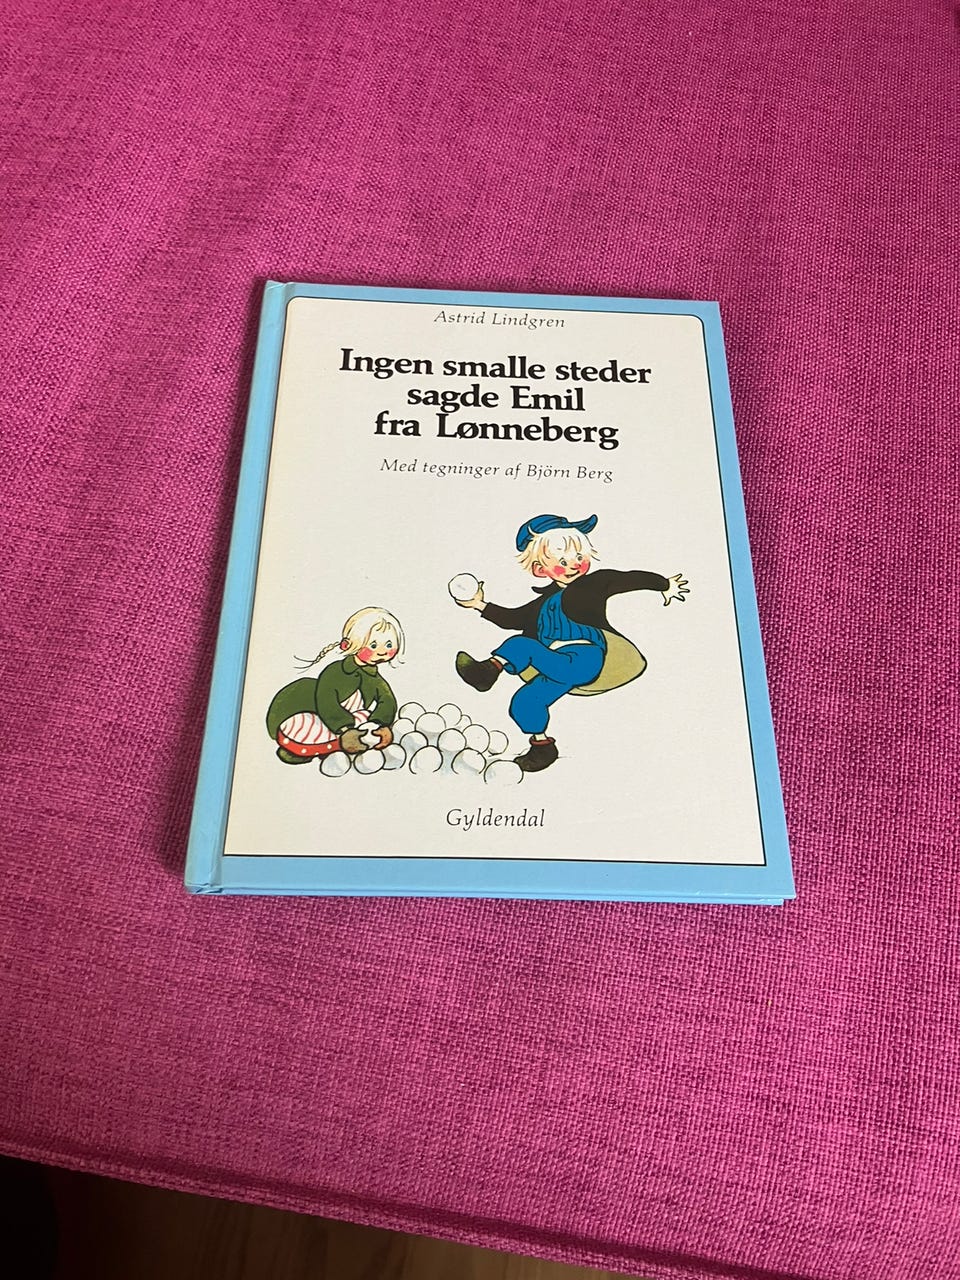 Astrid Lindgren
Ingen smalle steder
sagde Emil
fra Lønneberg
Med tegninger af Björn Berg
Gyldendal